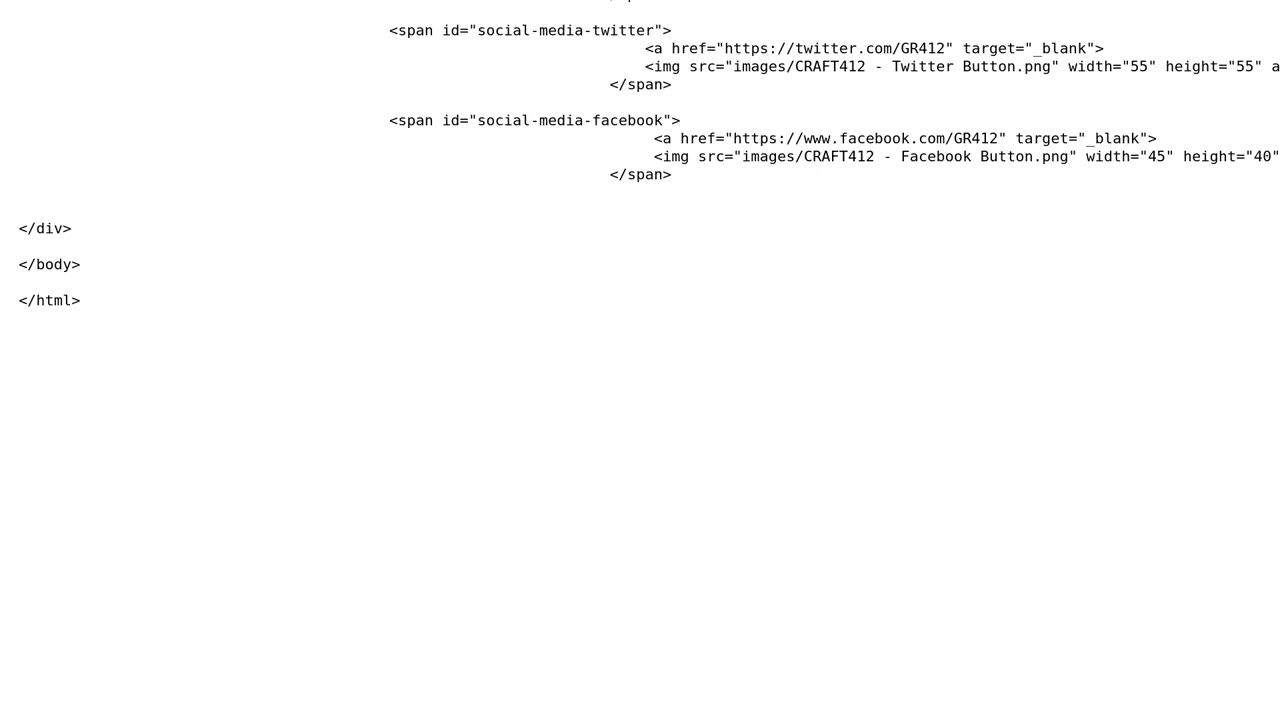 <span id="social-media-twitter">
<a href="https://twitter.com/GR412" target="_blank">
<img src="images/CRAFT412 - Twitter Button.png" width="55" height="55" a
</span>
<span id="social-media-facebook">
<a href="https://www.facebook.com/GR412" target="_blank">
<img src="images/CRAFT412 - Facebook Button.png" width="45" height="40"
</span>
</div>
</body>
</html>